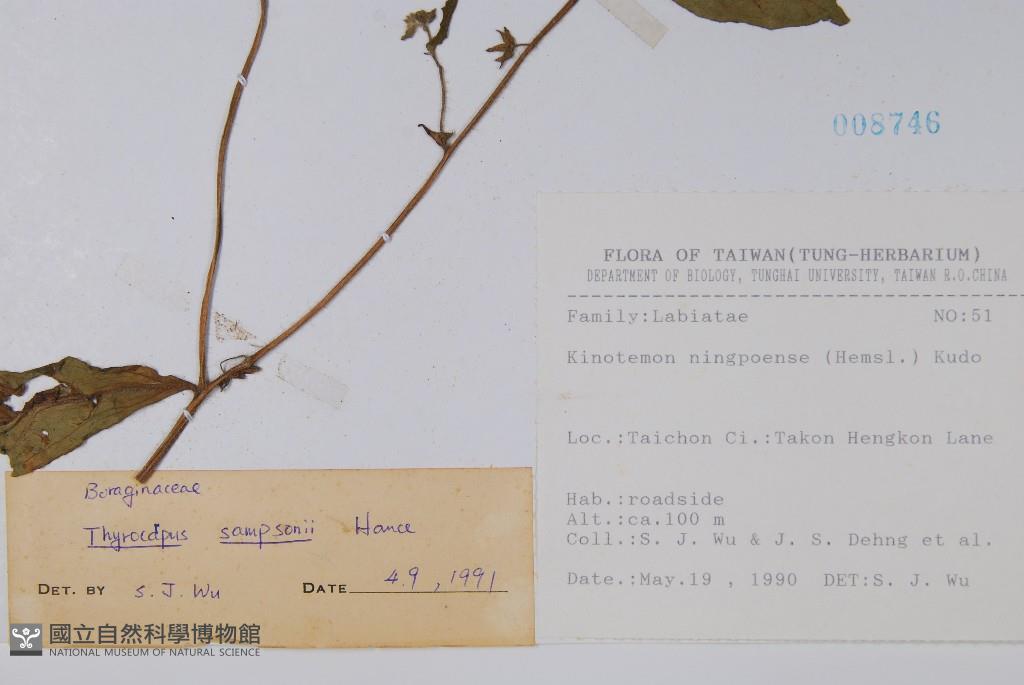 008746
FLORA OF TAIWAN(TUNG-HERBARIUM)
DEPARTMENT OF BIOLOGY, TUNGHAI UNIVERSITY, TAIWAN R.O.CHINA
Family:Labiatae NO:51
Kinotemon ningpoense (Hemsl.) Kudo
Loc.:Taichon Ci.:Takon Hengkon Lane
Hab.:roadside
Alt.:ca.100 m
Coll.:S. J. Wu & J. S. Dehng et al.
Date.:May.19 , 1990 DET:S. J. Wu
Boraginaceae
Thyrocapus sampsonii Hance
DET. BY S. J. Wu DATE 4.9 , 1991
國立自然科學博物館
NATIONAL MUSEUM OF NATURAL SCIENCE